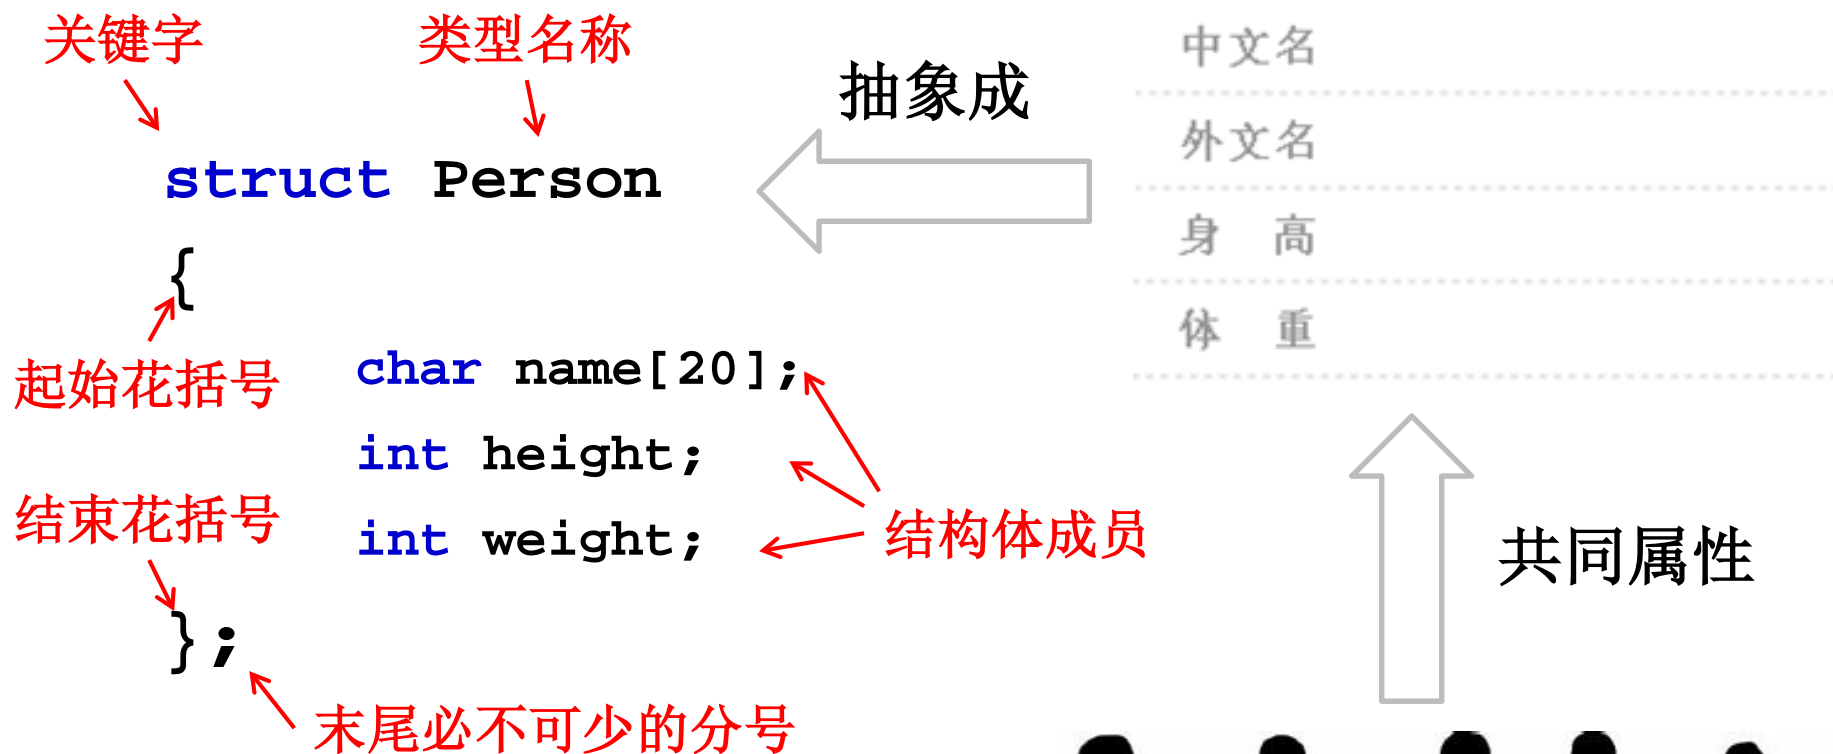 关键字
类型名称
struct Person
{
起始花括号
char name[20];
int height;
int weight;
结束花括号
结构体成员
};
末尾必不可少的分号
抽象成
中文名
外文名
身 高
体 重
共同属性